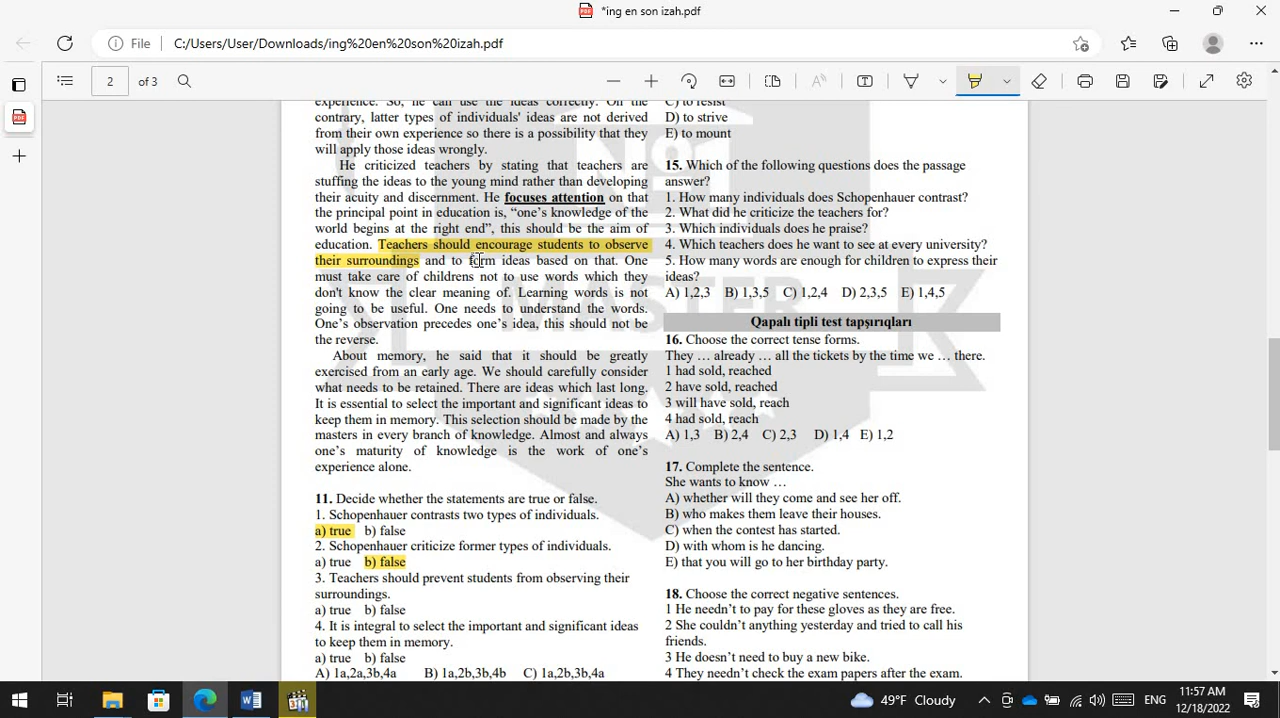 *ing en son izah.pdf
File
C:/Users/User/Downloads/ing%20en%20son%20izah.pdf
2
of 3
experience. So, he can use the ideas correctly. On the
contrary, latter types of individuals' ideas are not derived
from their own experience so there is a possibility that they
will apply those ideas wrongly.
He criticized teachers by stating that teachers are
stuffing the ideas to the young mind rather than developing
their acuity and discernment. He focuses attention on that
the principal point in education is, “one’s knowledge of the
world begins at the right end”, this should be the aim of
education. Teachers should encourage students to observe
their surroundings and to form ideas based on that. One
must take care of childrens not to use words which they
don't know the clear meaning of. Learning words is not
going to be useful. One needs to understand the words.
One’s observation precedes one’s idea, this should not be
the reverse.
About memory, he said that it should be greatly
exercised from an early age. We should carefully consider
what needs to be retained. There are ideas which last long.
It is essential to select the important and significant ideas to
keep them in memory. This selection should be made by the
masters in every branch of knowledge. Almost and always
one’s maturity of knowledge is the work of one’s
experience alone.
11. Decide whether the statements are true or false.
1. Schopenhauer contrasts two types of individuals.
a) true b) false
2. Schopenhauer criticize former types of individuals.
a) true b) false
3. Teachers should prevent students from observing their
surroundings.
a) true b) false
4. It is integral to select the important and significant ideas
to keep them in memory.
a) true b) false
A) 1a,2a,3b,4a B) 1a,2b,3b,4b C) 1a,2b,3b,4a
C) to resist
D) to strive
E) to mount
15. Which of the following questions does the passage
answer?
1. How many individuals does Schopenhauer contrast?
2. What did he criticize the teachers for?
3. Which individuals does he praise?
4. Which teachers does he want to see at every university?
5. How many words are enough for children to express their
ideas?
A) 1,2,3 B) 1,3,5 C) 1,2,4 D) 2,3,5 E) 1,4,5
Qapalı tipli test tapşırıqları
16. Choose the correct tense forms.
They … already … all the tickets by the time we … there.
1 had sold, reached
2 have sold, reached
3 will have sold, reach
4 had sold, reach
A) 1,3 B) 2,4 C) 2,3 D) 1,4 E) 1,2
17. Complete the sentence.
She wants to know …
A) whether will they come and see her off.
B) who makes them leave their houses.
C) when the contest has started.
D) with whom is he dancing.
E) that you will go to her birthday party.
18. Choose the correct negative sentences.
1 He needn’t to pay for these gloves as they are free.
2 She couldn’t anything yesterday and tried to call his
friends.
3 He doesn’t need to buy a new bike.
4 They needn’t check the exam papers after the exam.
49°F Cloudy
ENG
11:57 AM
12/18/2022